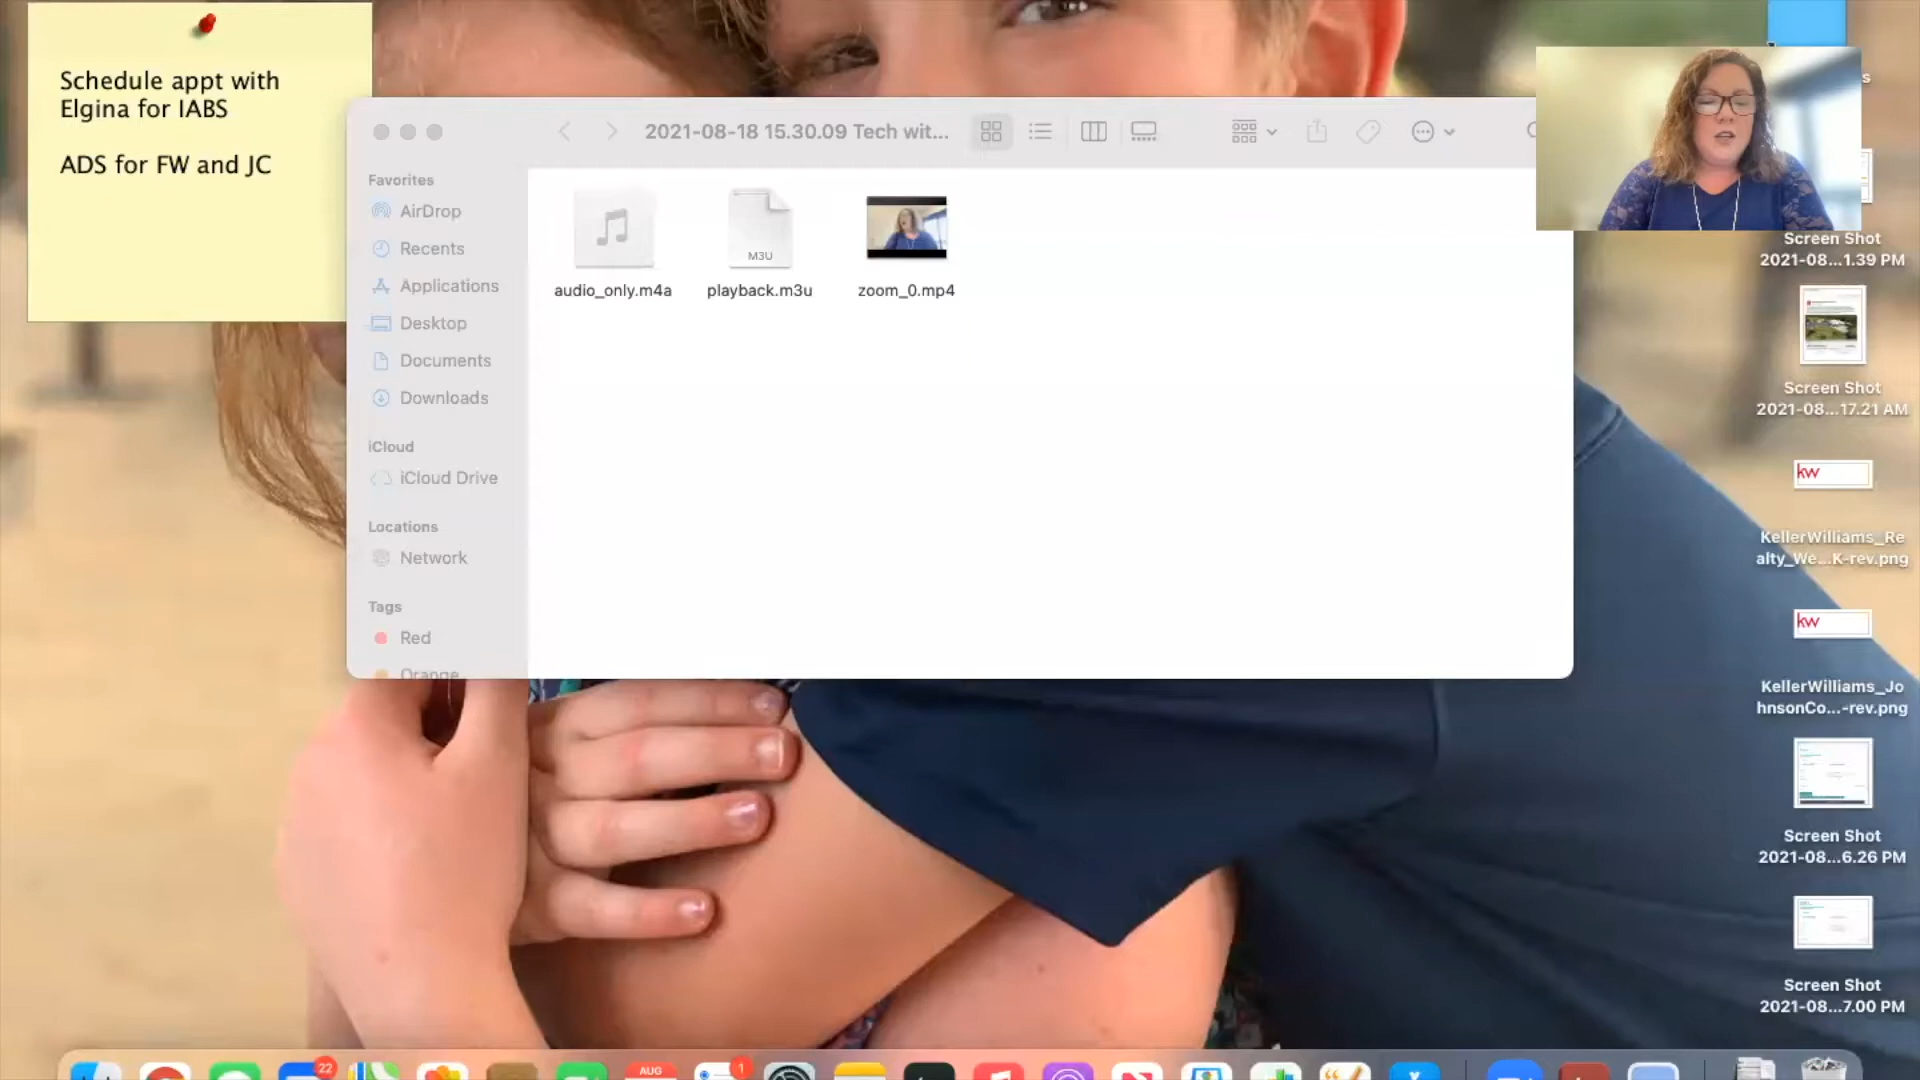 Schedule appt with
Elgina for IABS
ADS for FW and JC
2021-08-18 15.30.09 Tech wit...
Favorites
AirDrop
Recents
Applications
Desktop
Documents
Downloads
iCloud
iCloud Drive
Locations
Network
Tags
Red
Orange
M3U
audio_only.m4a
playback.m3u
zoom_0.mp4
s
Screen Shot
2021-08...1.39 PM
Screen Shot
2021-08...17.21 AM
kw
KellerWilliams_Re
alty_We...K-rev.png
kw
KellerWilliams_Jo
hnsonCo...-rev.png
Screen Shot
2021-08...6.26 PM
Screen Shot
2021-08...7.00 PM
22
AUG
1